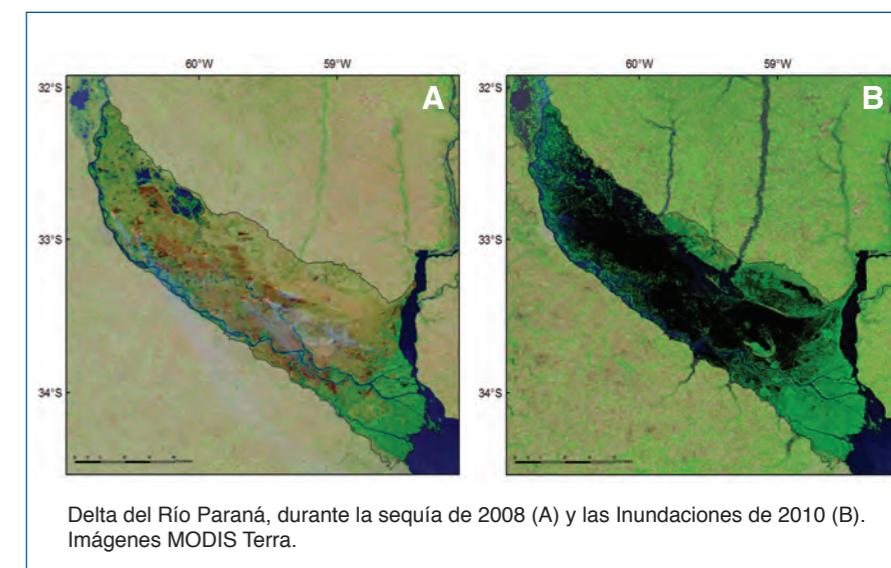 60°W 59°W 60°W 59°W
32°S A 32°S B
33°S 33°S
34°S 34°S
Delta del Río Paraná, durante la sequía de 2008 (A) y las Inundaciones de 2010 (B).
Imágenes MODIS Terra.